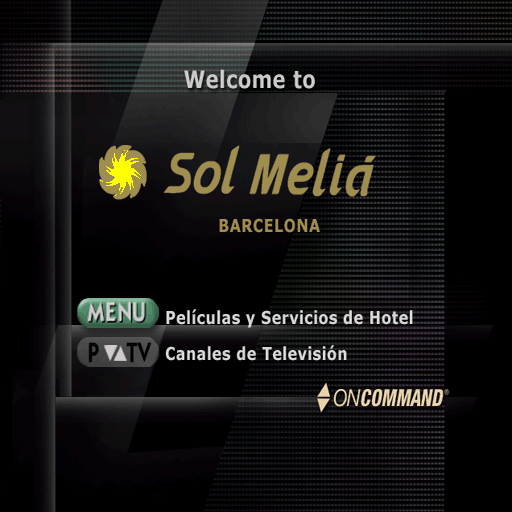 Welcome to
Sol Meliá
BARCELONA
MENU Películas y Servicios de Hotel
P ▼▲ TV Canales de Televisión
ONCOMMAND®